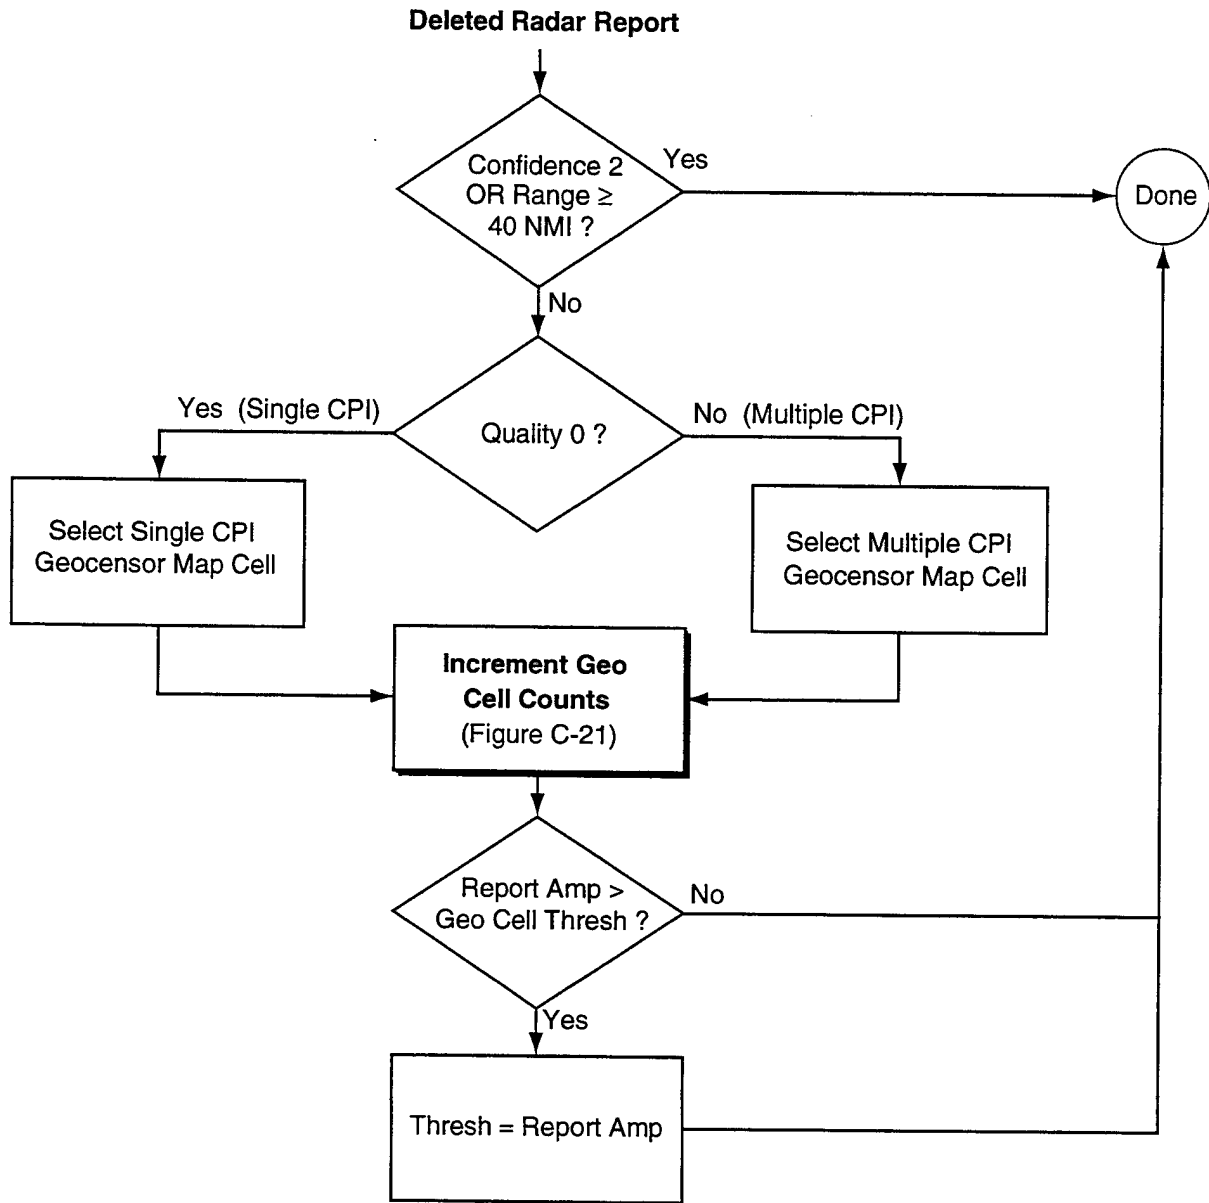 Deleted Radar Report
Confidence 2
OR Range ≥
40 NMI ?
Yes
Done
No
Quality 0 ?
Yes (Single CPI)
No (Multiple CPI)
Select Single CPI
Geocensor Map Cell
Select Multiple CPI
Geocensor Map Cell
Increment Geo
Cell Counts
(Figure C-21)
Report Amp >
Geo Cell Thresh ?
No
Yes
Thresh = Report Amp